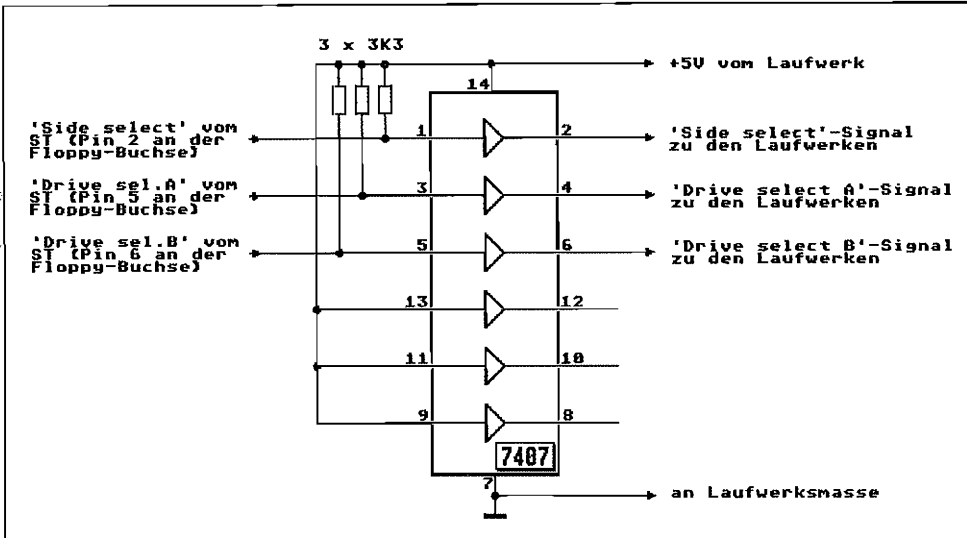 3 x 3K3
+5V vom Laufwerk
14
'Side select' vom
ST (Pin 2 an der
Floppy-Buchse)
1
2
'Side select'-Signal
zu den Laufwerken
'Drive sel.A' vom
ST (Pin 5 an der
Floppy-Buchse)
3
4
'Drive select A'-Signal
zu den Laufwerken
'Drive sel.B' vom
ST (Pin 6 an der
Floppy-Buchse)
5
6
'Drive select B'-Signal
zu den Laufwerken
13
12
11
10
9
8
7407
7
an Laufwerksmasse